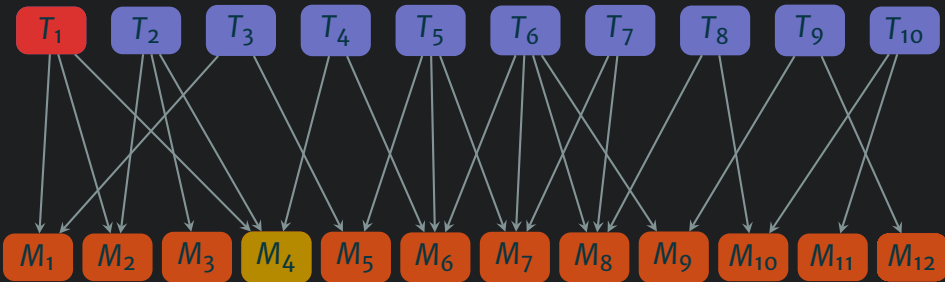 T₁ T₂ T₃ T₄ T₅ T₆ T₇ T₈ T₉ T₁₀
M₁ M₂ M₃ M₄ M₅ M₆ M₇ M₈ M₉ M₁₀ M₁₁ M₁₂